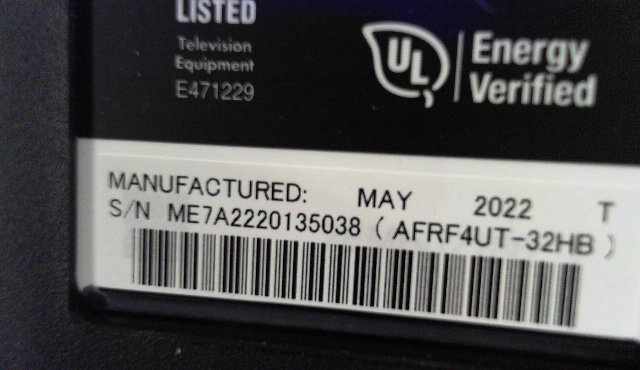 LISTED
Television
Equipment
E471229
UL
Energy
Verified
MANUFACTURED: MAY 2022 T
S/N ME7A2220135038 ( AFRF4UT-32HB )